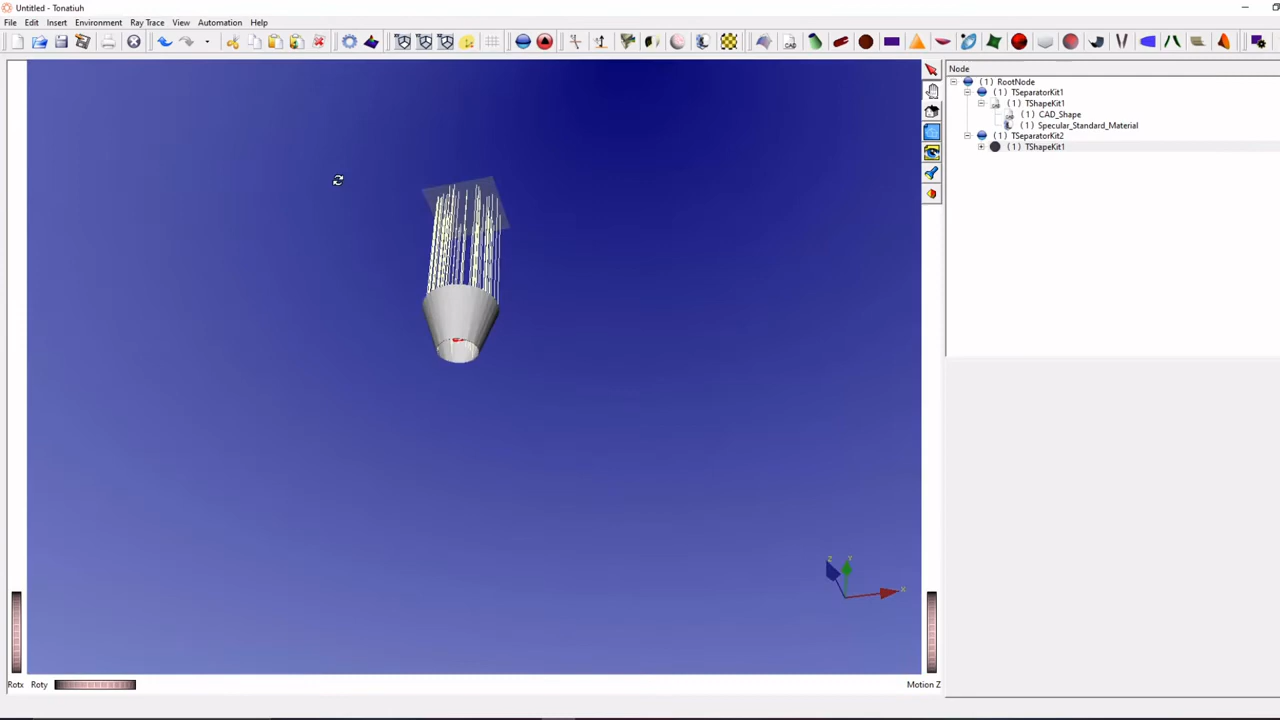 Untitled - Tonatiuh
File Edit Insert Environment Ray Trace View Automation Help
Node
(1) RootNode
(1) TSeparatorKit1
(1) TShapeKit1
(1) CAD_Shape
(1) Specular_Standard_Material
(1) TSeparatorKit2
(1) TShapeKit1
CAD
Z Y X
Rotx Roty Motion Z